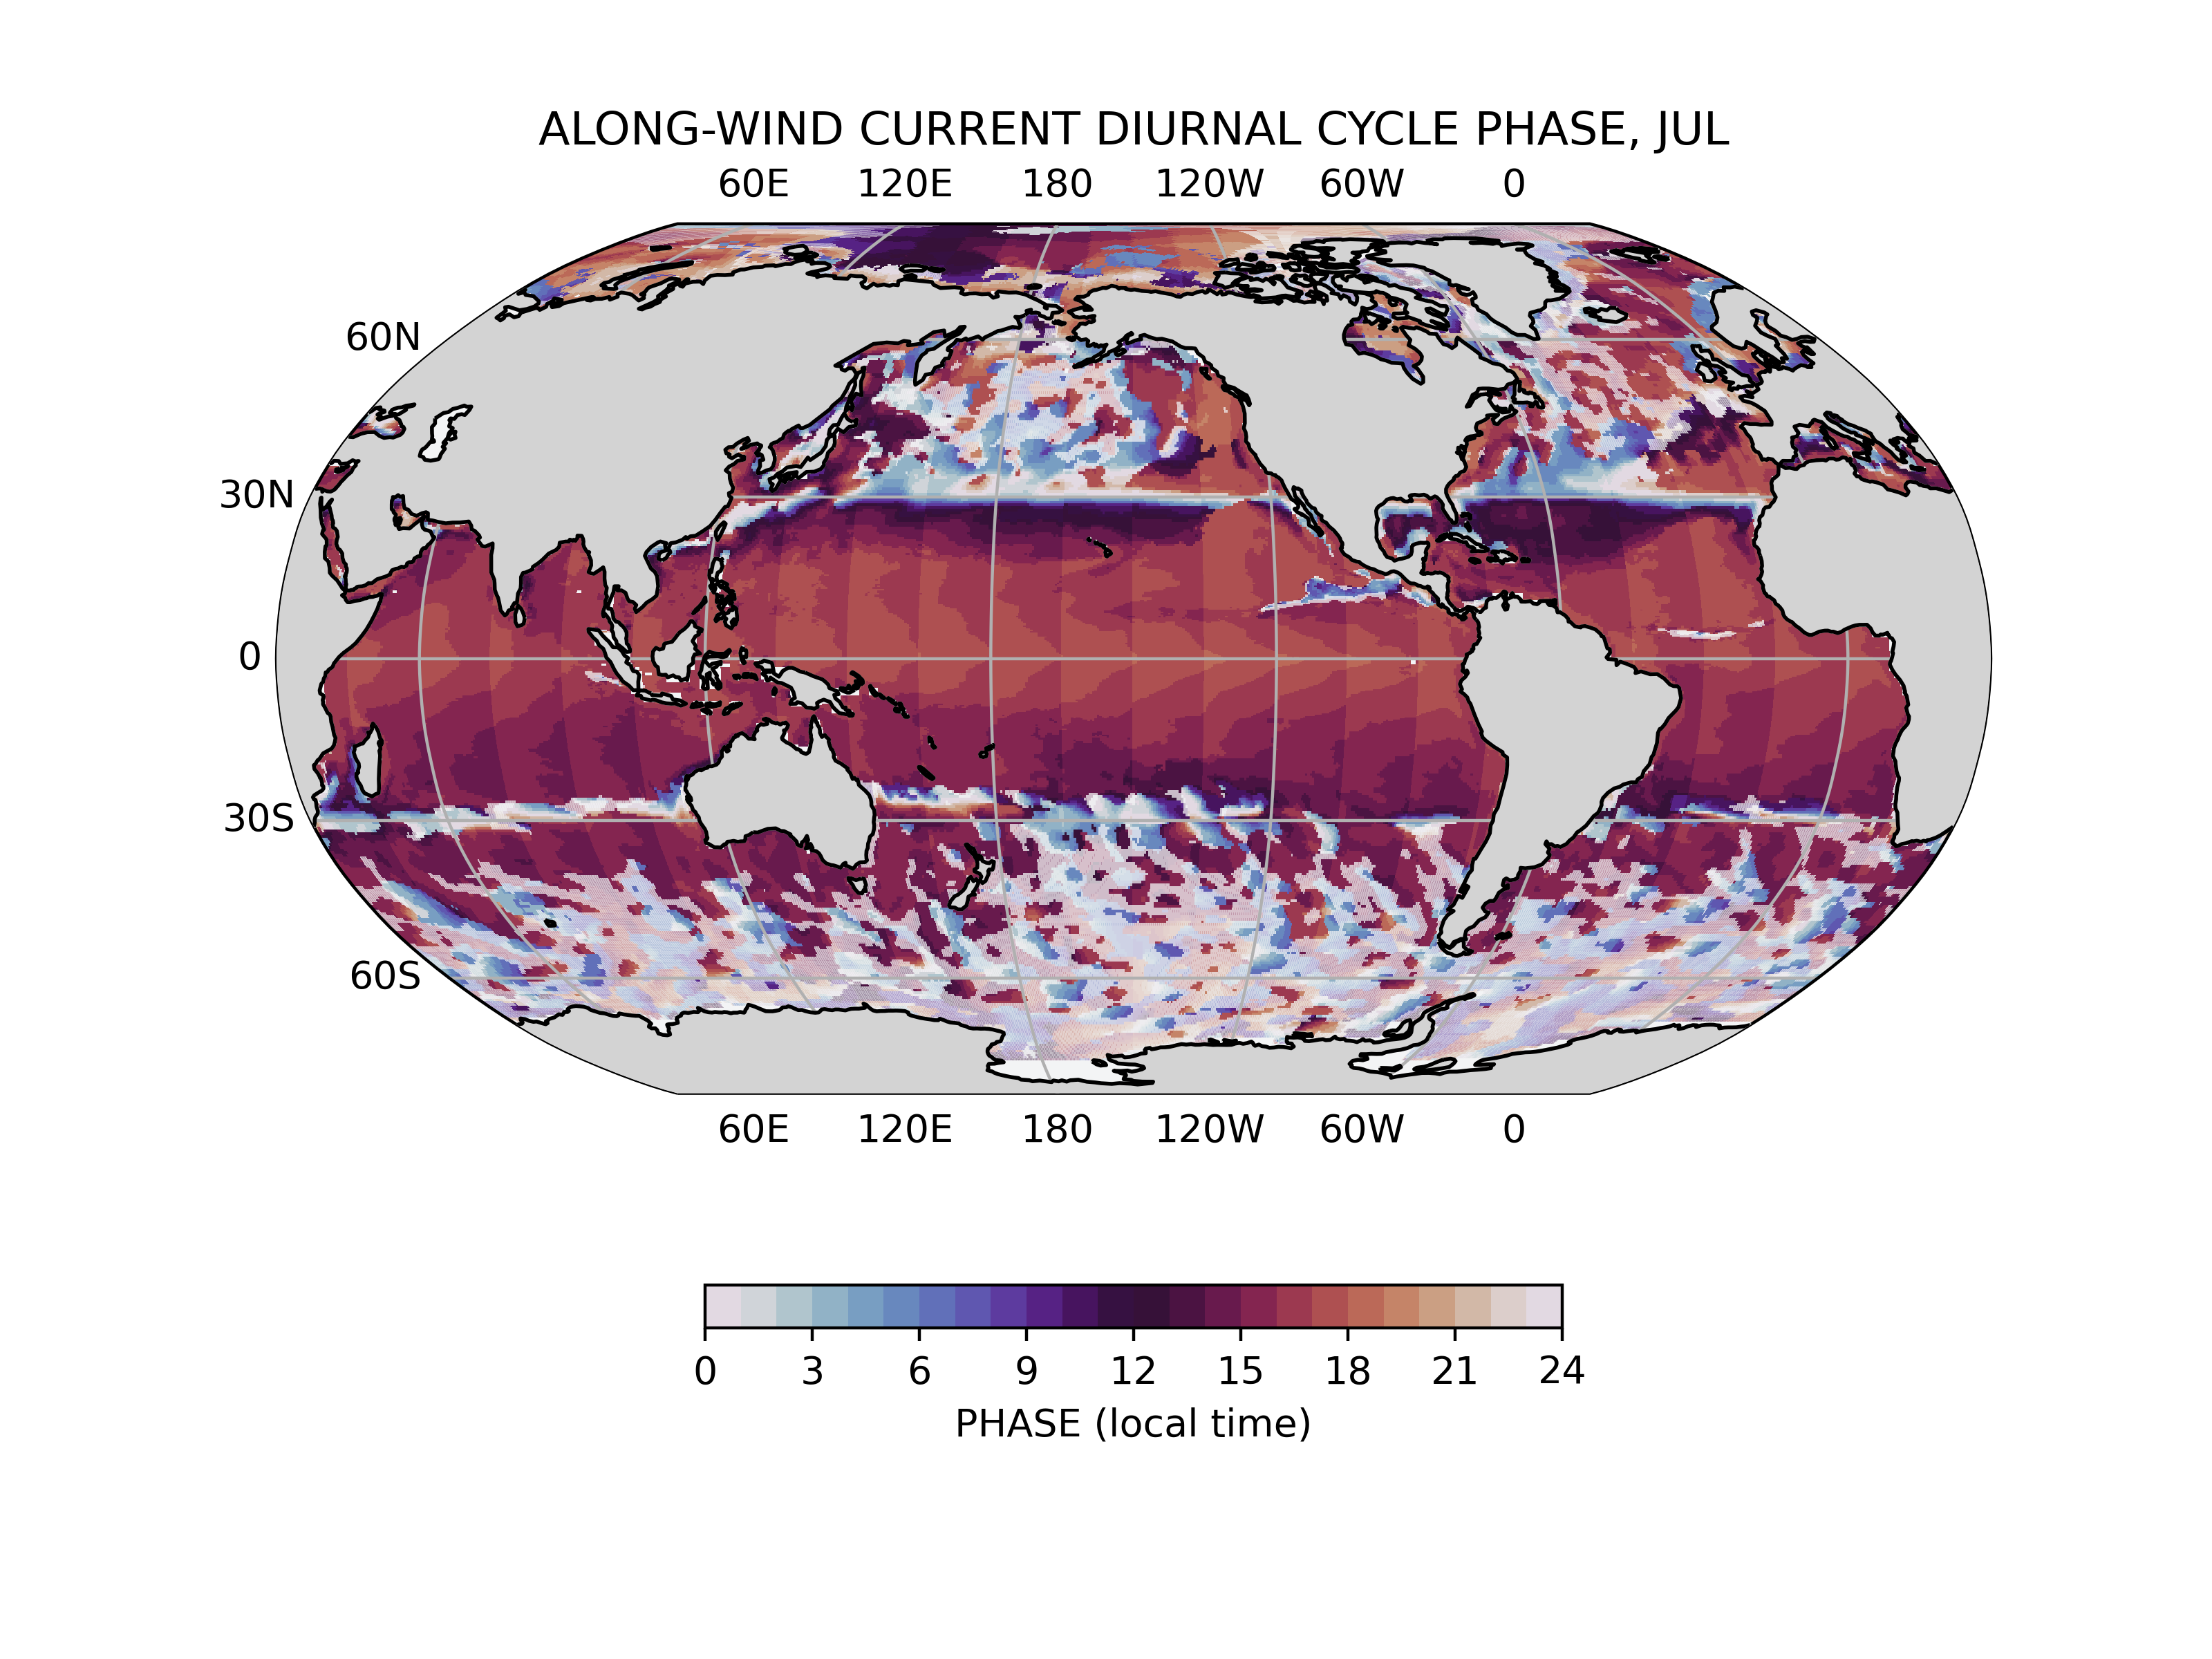 ALONG-WIND CURRENT DIURNAL CYCLE PHASE, JUL
60E 120E 180 120W 60W 0
60N
30N
0
30S
60S
60E 120E 180 120W 60W 0
0 3 6 9 12 15 18 21 24
PHASE (local time)